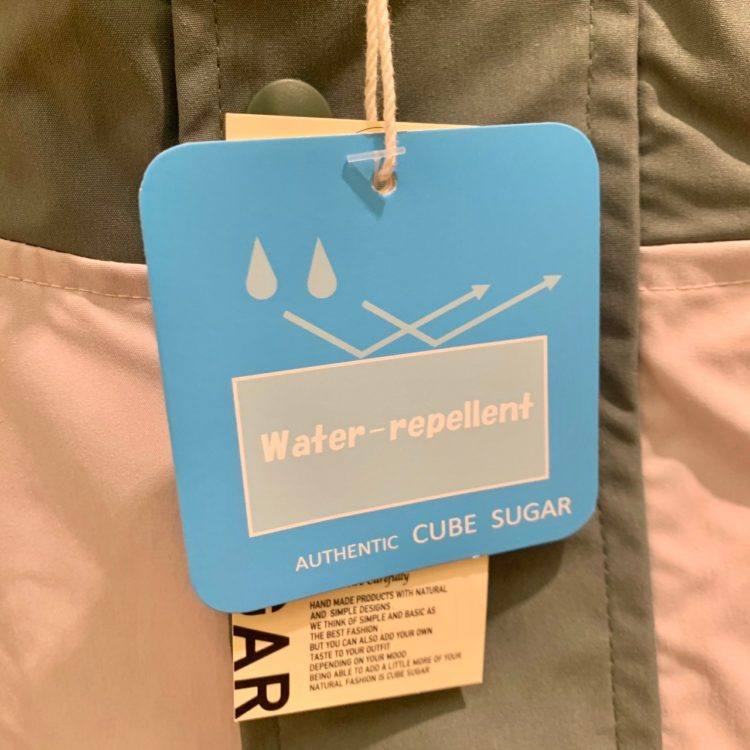 Water-repellent
AUTHENTIC CUBE SUGAR
Carefully
HAND MADE PRODUCTS WITH NATURAL
AND SIMPLE DESIGNS
WE THINK OF SIMPLE AND BASIC AS
THE BEST FASHION
BUT YOU CAN ALSO ADD YOUR OWN
TASTE TO YOUR OUTFIT
DEPENDING ON YOUR MOOD
BEING ABLE TO ADD A LITTLE MORE OF YOUR
NATURAL FASHION IS CUBE SUGAR
GAR